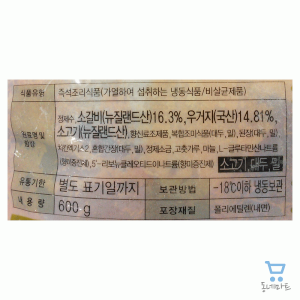 식품유형 즉석조리식품(가열하여 섭취하는 냉동식품/비살균제품)
원료명 및 함량
정제수, 소갈비(뉴질랜드산)16.3%, 우거지(국산)14.81%,
소고기(뉴질랜드산), 향신료조제품, 복합조미식품(대두, 밀), 된장(대두, 밀),
치킨엑기스2, 혼합간장(대두, 밀), 정제소금, 고춧가루, 마늘, L-글루타민산나트륨
(향미증진제), 5'-리보뉴클레오티드이나트륨(향미증진제) 소고기, 대두, 밀
유통기한 별도 표기일까지 보관방법 -18℃이하 냉동보관
내용량 600g 포장재질 폴리에틸렌(내면)
동네마트